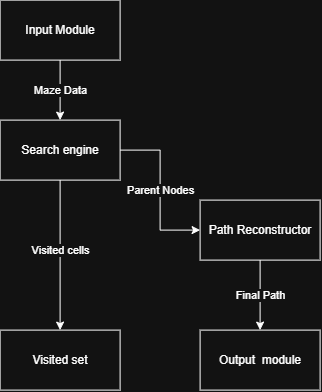 Input Module
Maze Data
Search engine
Parent Nodes
Path Reconstructor
Visited cells
Final Path
Visited set
Output  module